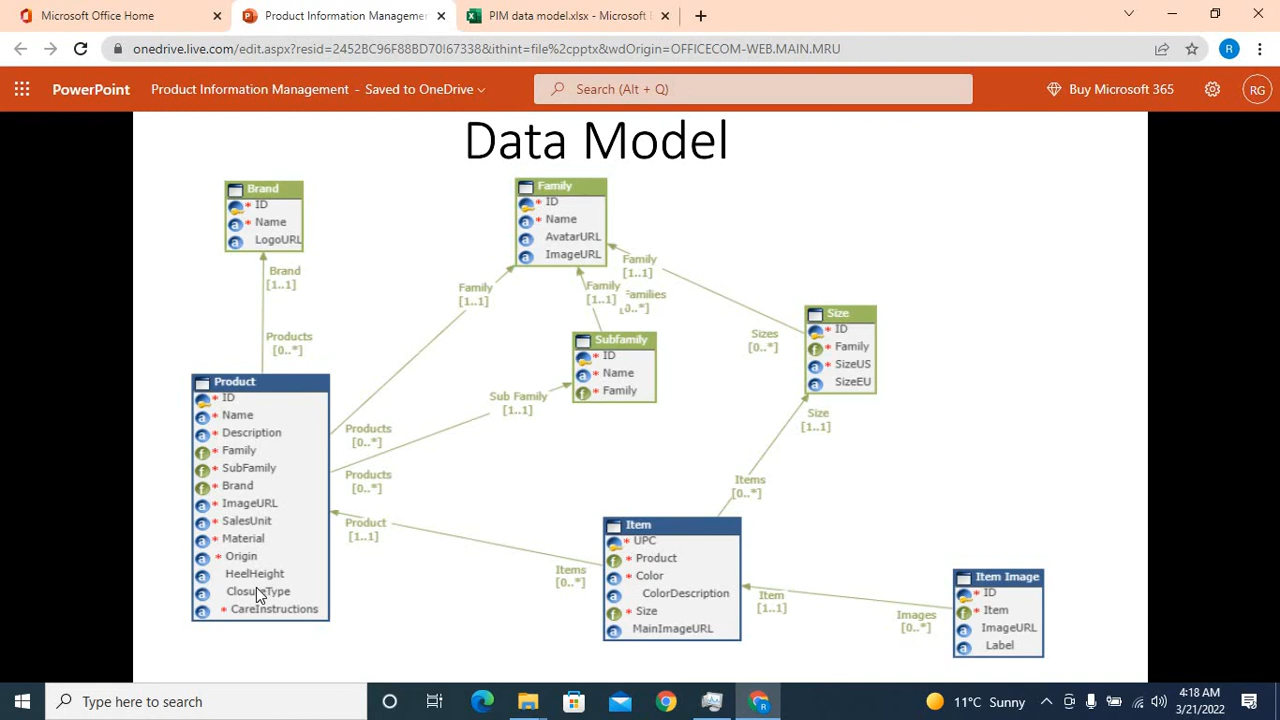 Microsoft Office Home
Product Information Managemer
PIM data model.xlsx - Microsoft E
onedrive.live.com/edit.aspx?resid=2452BC96F88BD70!67338&ithint=file%2cpptx&wdOrigin=OFFICECOM-WEB.MAIN.MRU
R
PowerPoint
Product Information Management - Saved to OneDrive
Search (Alt + Q)
Buy Microsoft 365
RG
Data Model
Brand
* ID
* Name
LogoURL
Family
* ID
* Name
AvatarURL
ImageURL
Brand
[1..1]
Products
[0..*]
Family
[1..1]
Family
[1..1]
Families
[0..*]
Family
[1..1]
Sizes
[0..*]
Size
* ID
* Family
* SizeUS
SizeEU
Subfamily
* ID
* Name
* Family
Sub Family
[1..1]
Products
[0..*]
Products
[0..*]
Product
* ID
* Name
* Description
* Family
* SubFamily
* Brand
* ImageURL
* SalesUnit
* Material
* Origin
HeelHeight
ClosureType
* CareInstructions
Size
[1..1]
Items
[0..*]
Product
[1..1]
Items
[0..*]
Item
* UPC
* Product
* Color
ColorDescription
* Size
MainImageURL
Item
[1..1]
Images
[0..*]
Item Image
* ID
* Item
ImageURL
Label
Type here to search
R
11°C Sunny
4:18 AM
3/21/2022